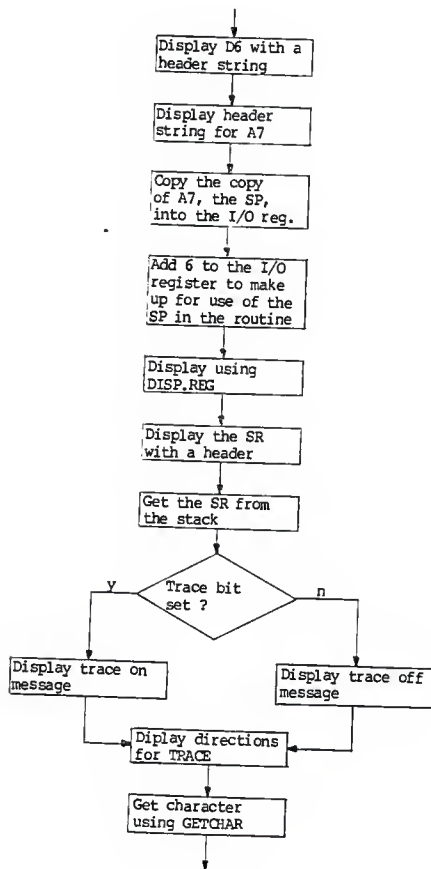 Display D6 with a
header string
Display header
string for A7
Copy the copy
of A7, the SP,
into the I/O reg.
Add 6 to the I/O
register to make
up for use of the
SP in the routine
Display using
DISP.REG
Display the SR
with a header
Get the SR from
the stack
Trace bit
set ?
y
n
Display trace on
message
Display trace off
message
Diplay directions
for TRACE
Get character
using GETCHAR